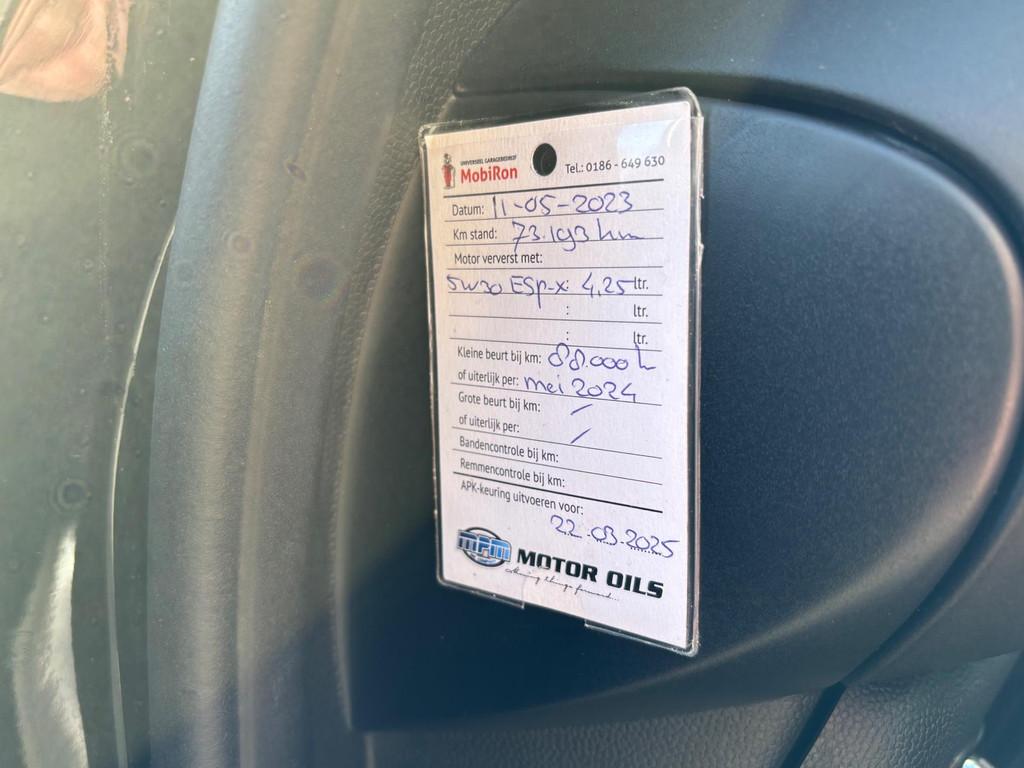 UNIVERSEEL GARAGEBEDRIJF
MobiRon
Tel.: 0186 - 649 630
Datum: 11-05-2023
Km stand: 73.193 km
Motor ververst met:
5W30 ESP-X: 4,25 ltr.
: ltr.
: ltr.
Kleine beurt bij km: 88.000 k
of uiterlijk per: mei 2024
Grote beurt bij km: /
of uiterlijk per: /
Bandencontrole bij km:
Remmencontrole bij km:
APK-keuring uitvoeren voor:
22.03.2025
MPM MOTOR OILS
Moving things forward...